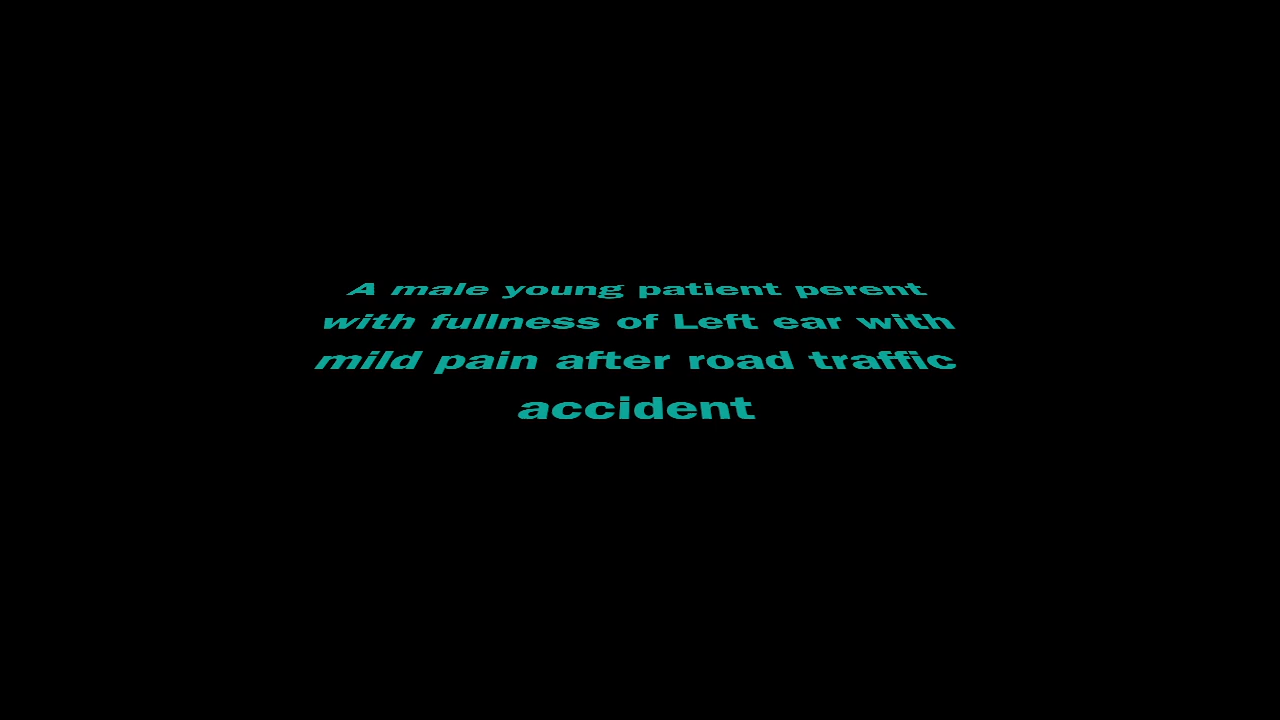 A male young patient perent
with fullness of Left ear with
mild pain after road traffic
accident